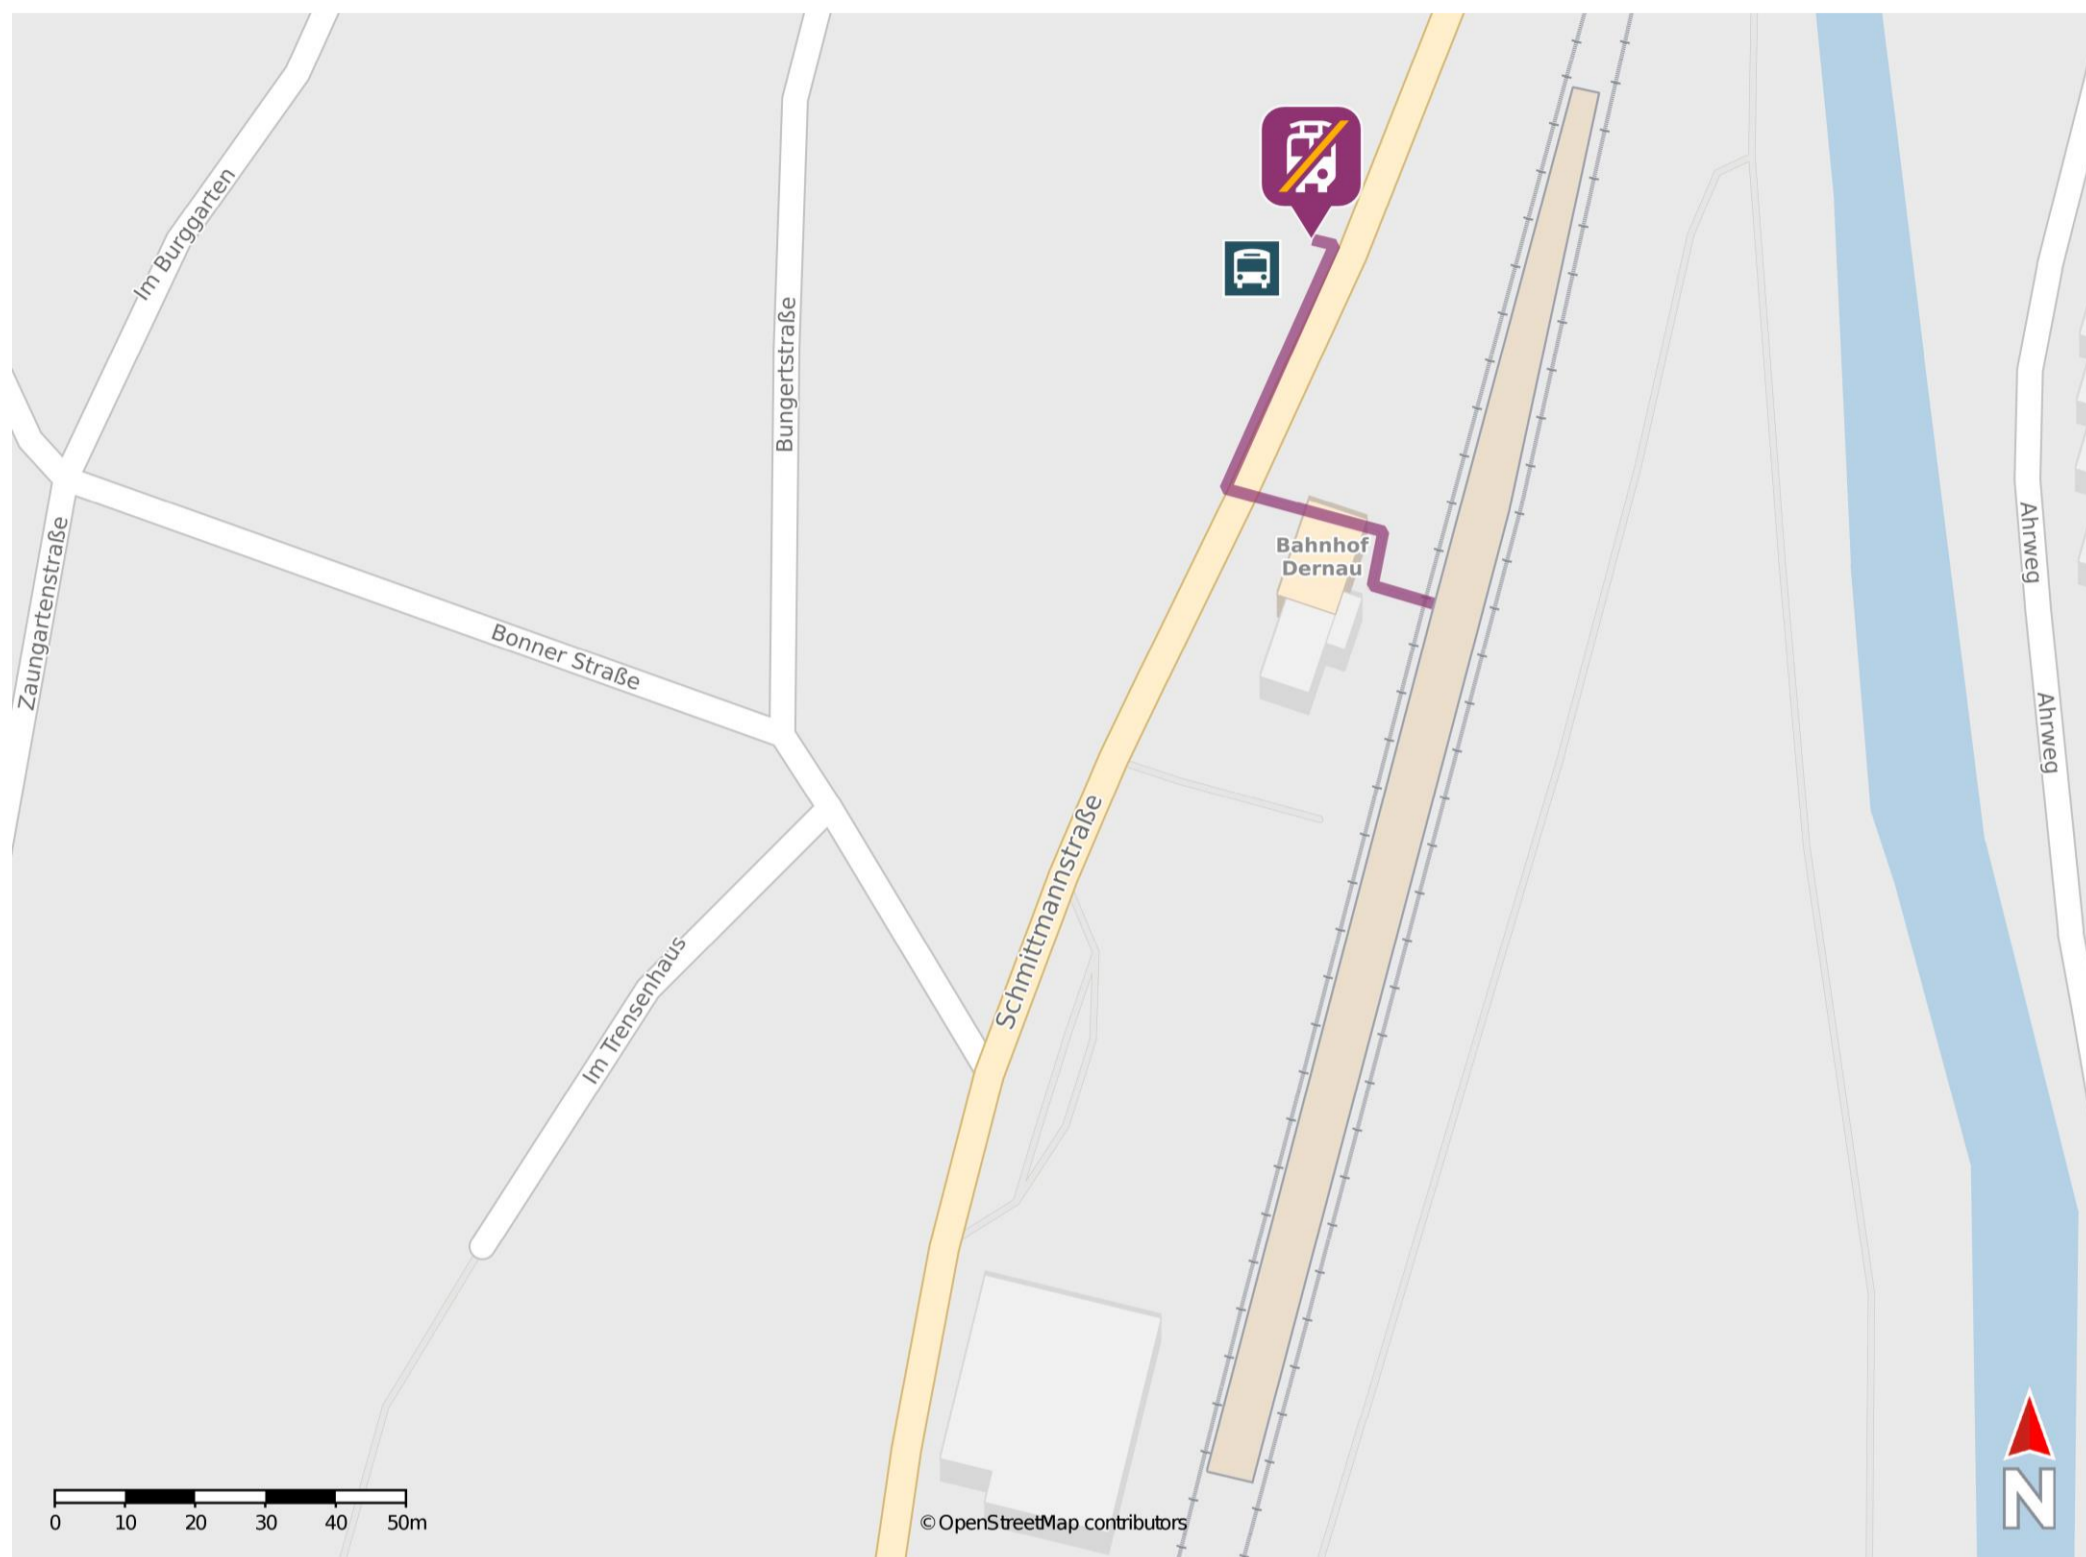 Im Burggarten
Bungertstraße
Zaungartenstraße
Bonner Straße
Bahnhof
Dernau
Ahrweg
Ahrweg
Schmittmannstraße
Im Trensenhaus
0 10 20 30 40 50m
© OpenStreetMap contributors
N